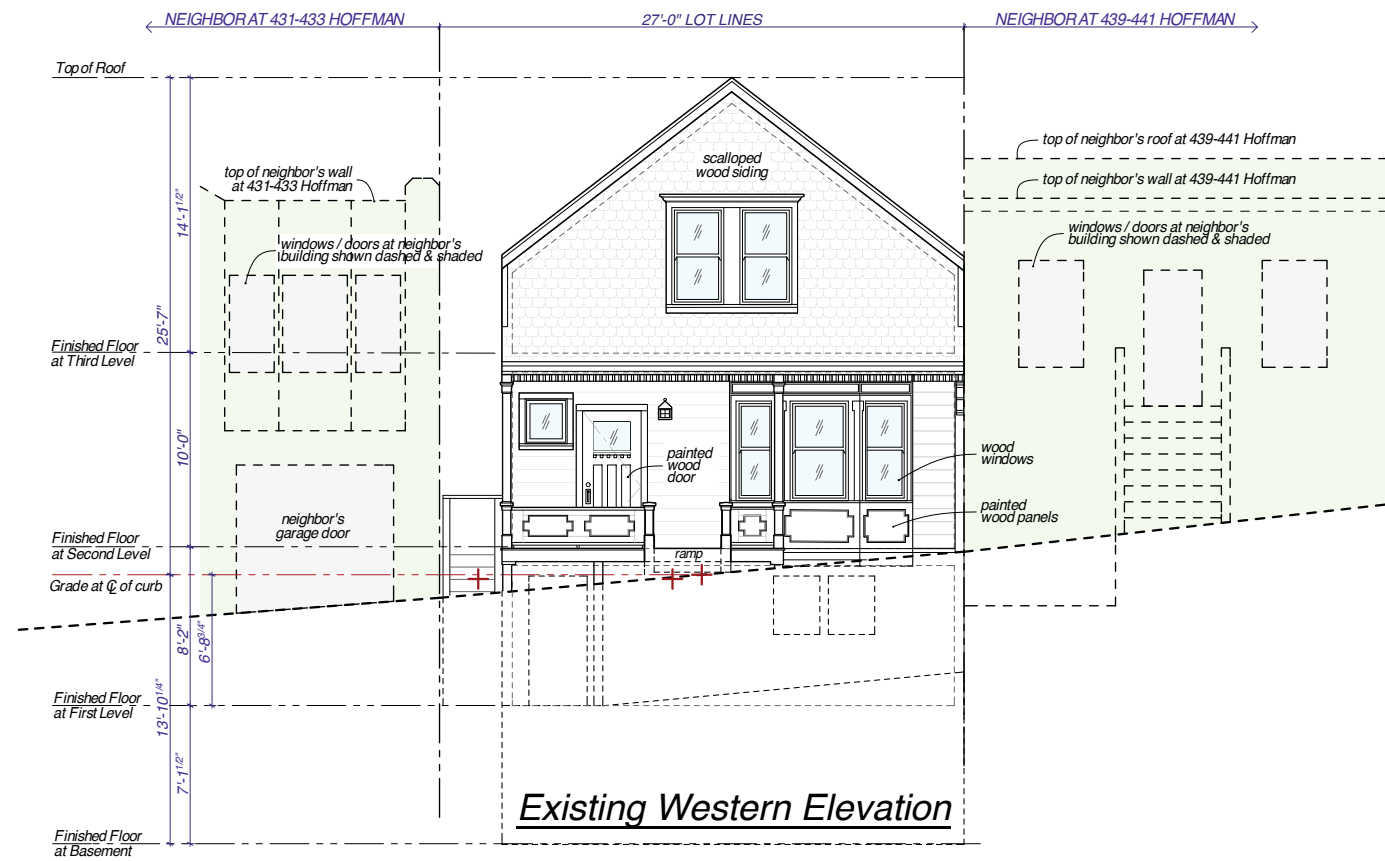 NEIGHBOR AT 431-433 HOFFMAN
27'-0" LOT LINES
NEIGHBOR AT 439-441 HOFFMAN
Top of Roof
top of neighbor's roof at 439-441 Hoffman
scalloped
wood siding
top of neighbor's wall
at 431-433 Hoffman
top of neighbor's wall at 439-441 Hoffman
14'-1 1/2"
windows / doors at neighbor's
building shown dashed & shaded
windows / doors at neighbor's
building shown dashed & shaded
25'-7"
Finished Floor
at Third Level
10'-0"
painted
wood
door
wood
windows
painted
wood panels
neighbor's
garage door
Finished Floor
at Second Level
ramp
Grade at ℄ of curb
8'-2"
6'-8 3/4"
Finished Floor
at First Level
13'-10 1/4"
7'-1 1/2"
Existing Western Elevation
Finished Floor
at Basement